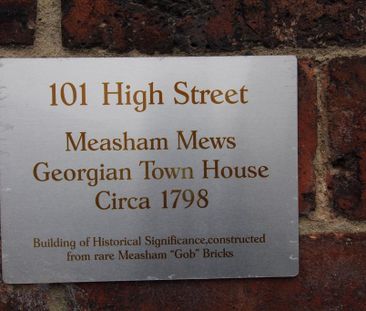 101 High Street
Measham Mews
Georgian Town House
Circa 1798
Building of Historical Significance,constructed
from rare Measham "Gob" Bricks